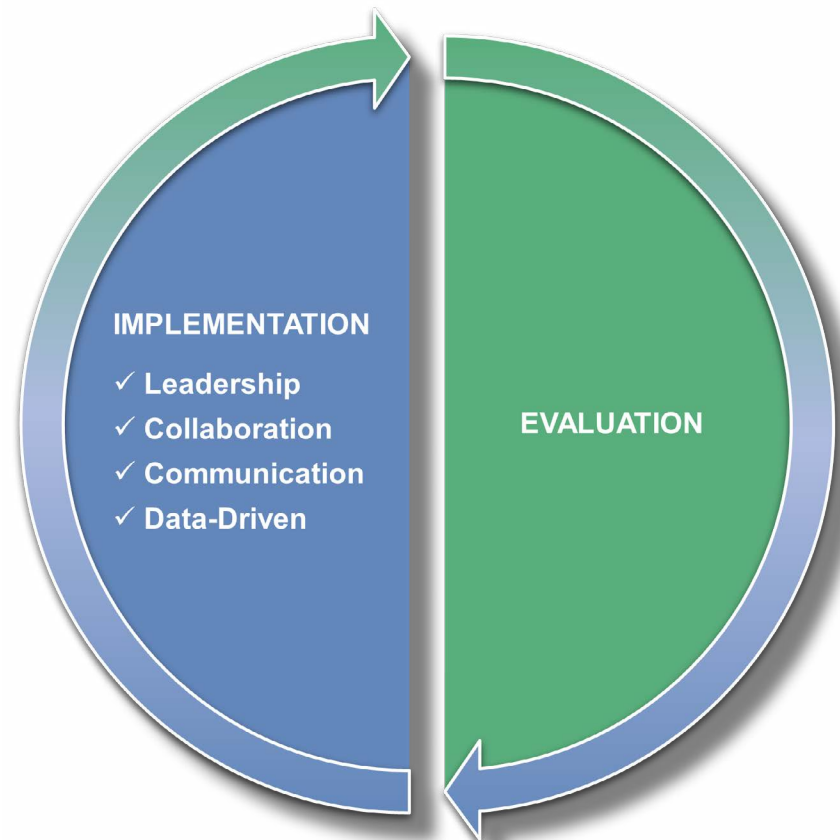 IMPLEMENTATION
✓ Leadership
✓ Collaboration
✓ Communication
✓ Data-Driven
EVALUATION